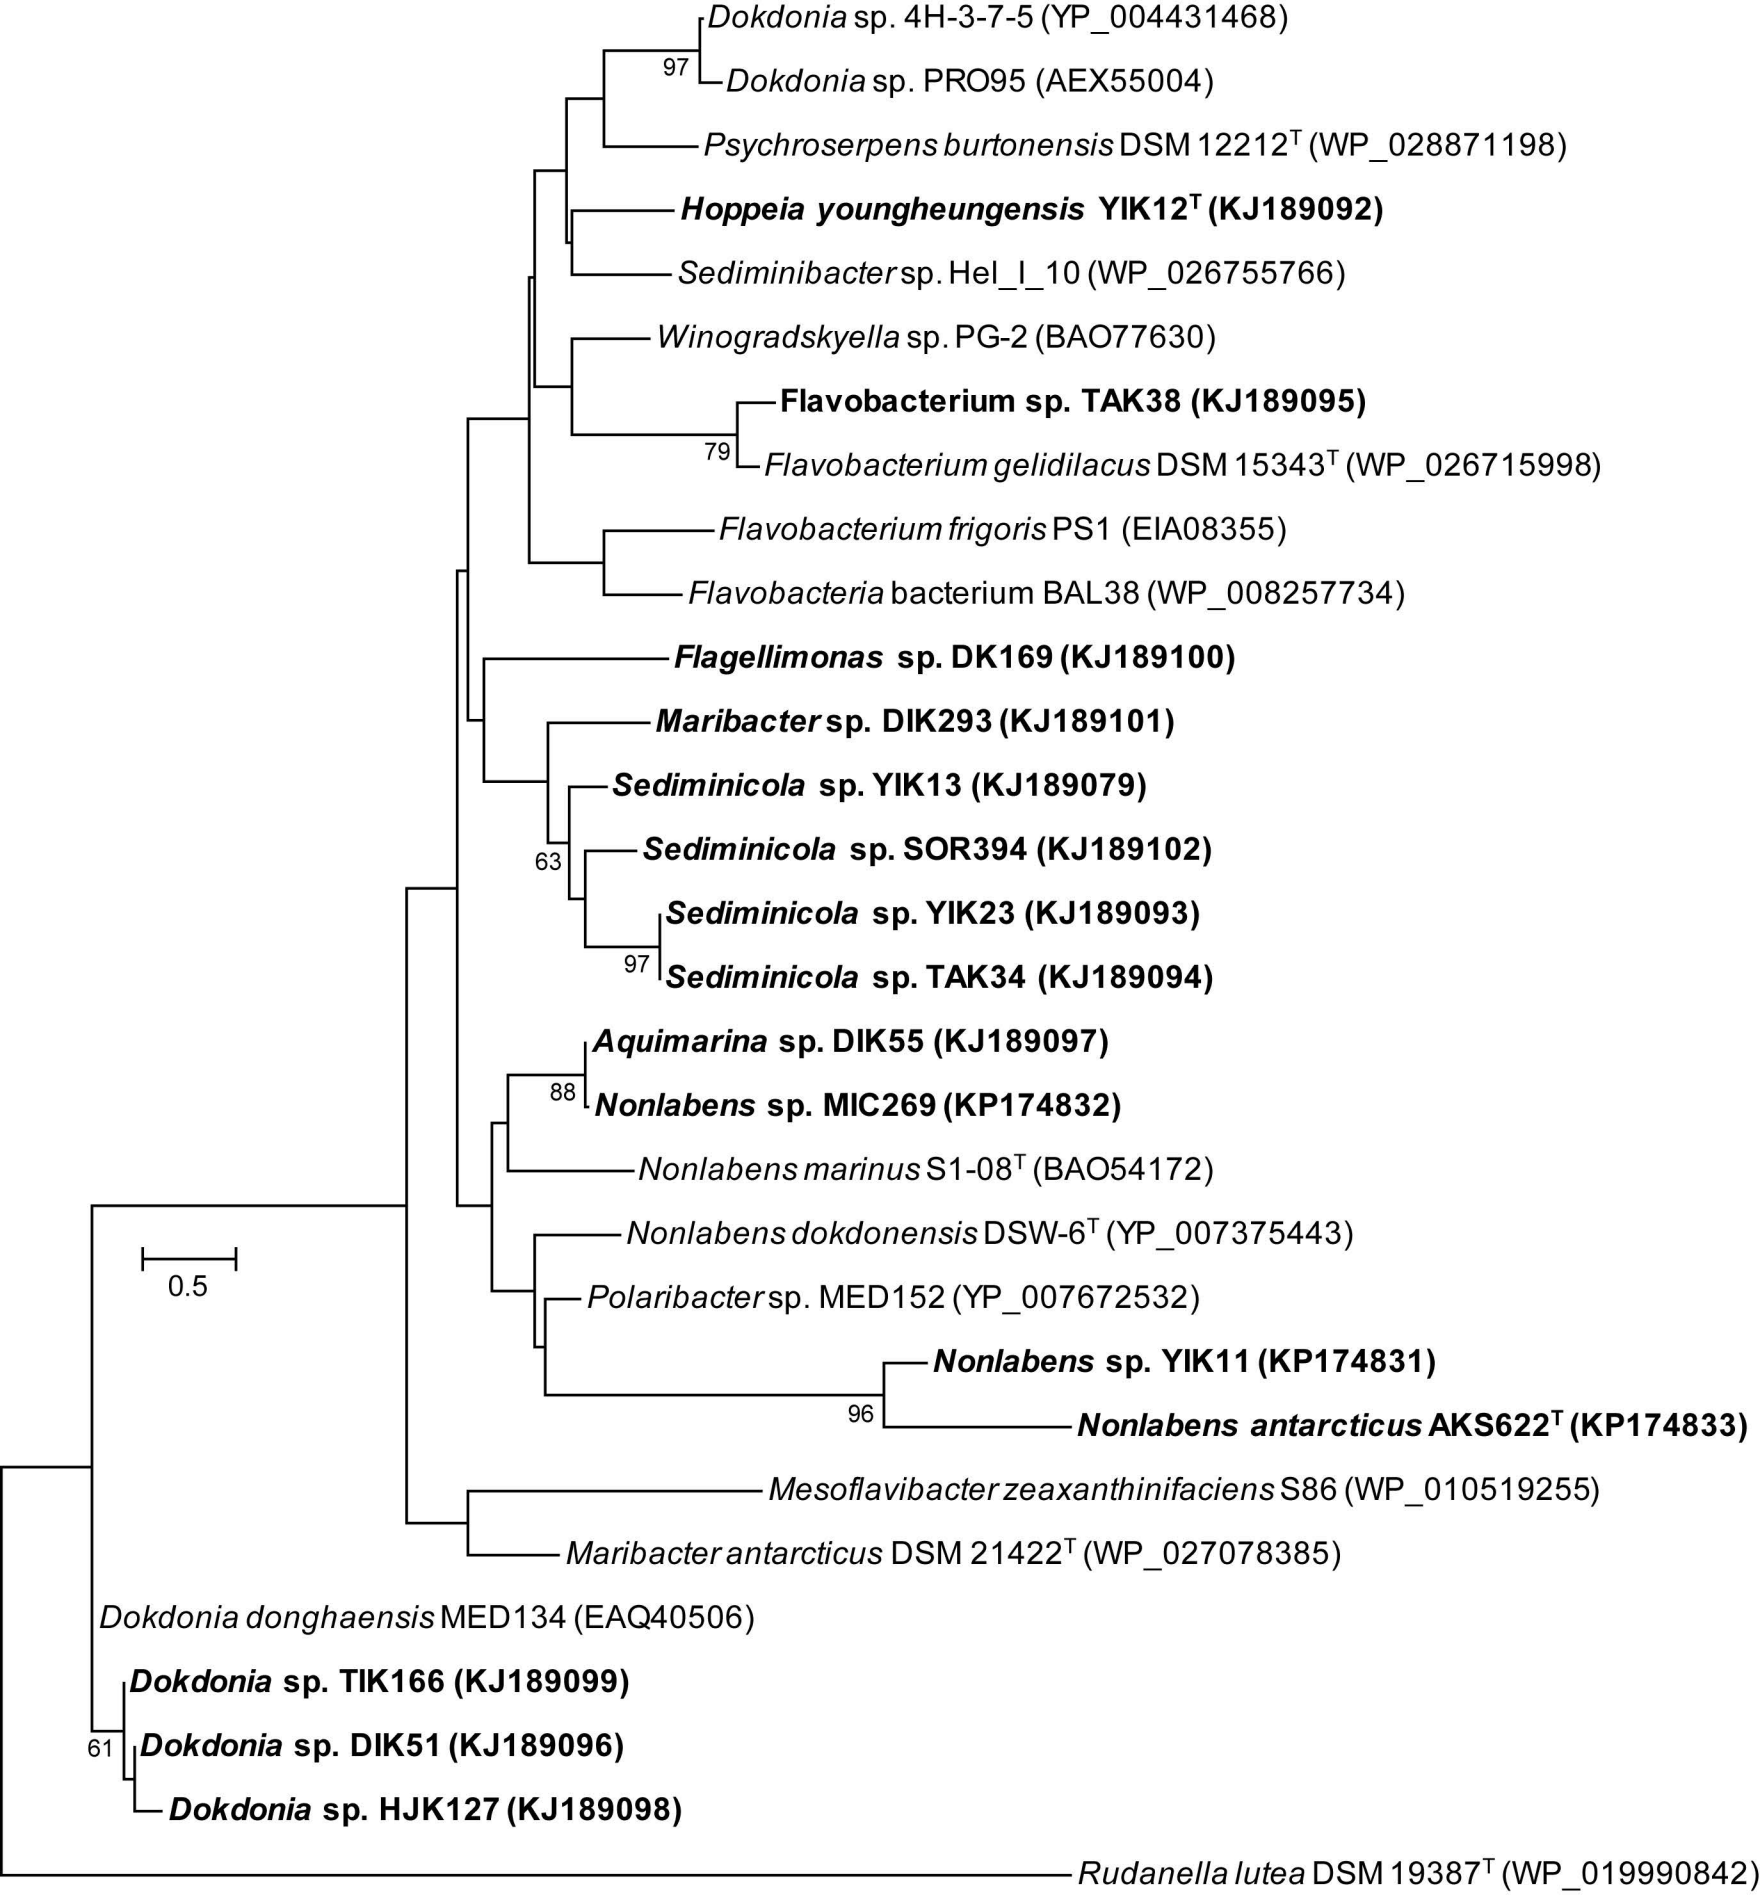 Dokdonia sp. 4H-3-7-5 (YP_004431468)
97
Dokdonia sp. PRO95 (AEX55004)
Psychroserpens burtonensis DSM 12212ᵀ (WP_028871198)
Hoppeia youngheungensis YIK12ᵀ (KJ189092)
Sediminibacter sp. Hel_I_10 (WP_026755766)
Winogradskyella sp. PG-2 (BAO77630)
Flavobacterium sp. TAK38 (KJ189095)
79
Flavobacterium gelidilacus DSM 15343ᵀ (WP_026715998)
Flavobacterium frigoris PS1 (EIA08355)
Flavobacteria bacterium BAL38 (WP_008257734)
Flagellimonas sp. DK169 (KJ189100)
Maribacter sp. DIK293 (KJ189101)
Sediminicola sp. YIK13 (KJ189079)
Sediminicola sp. SOR394 (KJ189102)
63
Sediminicola sp. YIK23 (KJ189093)
97
Sediminicola sp. TAK34 (KJ189094)
Aquimarina sp. DIK55 (KJ189097)
88
Nonlabens sp. MIC269 (KP174832)
Nonlabens marinus S1-08ᵀ (BAO54172)
Nonlabens dokdonensis DSW-6ᵀ (YP_007375443)
0.5
Polaribacter sp. MED152 (YP_007672532)
Nonlabens sp. YIK11 (KP174831)
96
Nonlabens antarcticus AKS622ᵀ (KP174833)
Mesoflavibacter zeaxanthinifaciens S86 (WP_010519255)
Maribacter antarcticus DSM 21422ᵀ (WP_027078385)
Dokdonia donghaensis MED134 (EAQ40506)
Dokdonia sp. TIK166 (KJ189099)
61
Dokdonia sp. DIK51 (KJ189096)
Dokdonia sp. HJK127 (KJ189098)
Rudanella lutea DSM 19387ᵀ (WP_019990842)